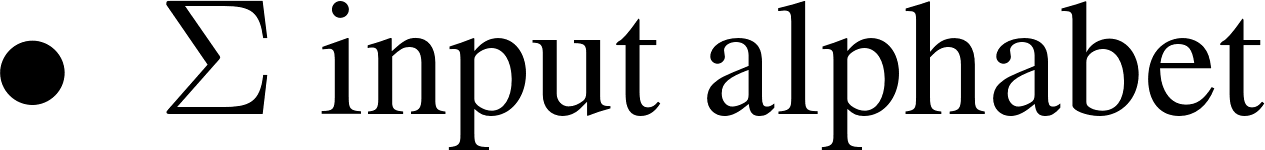 • Σ input alphabet